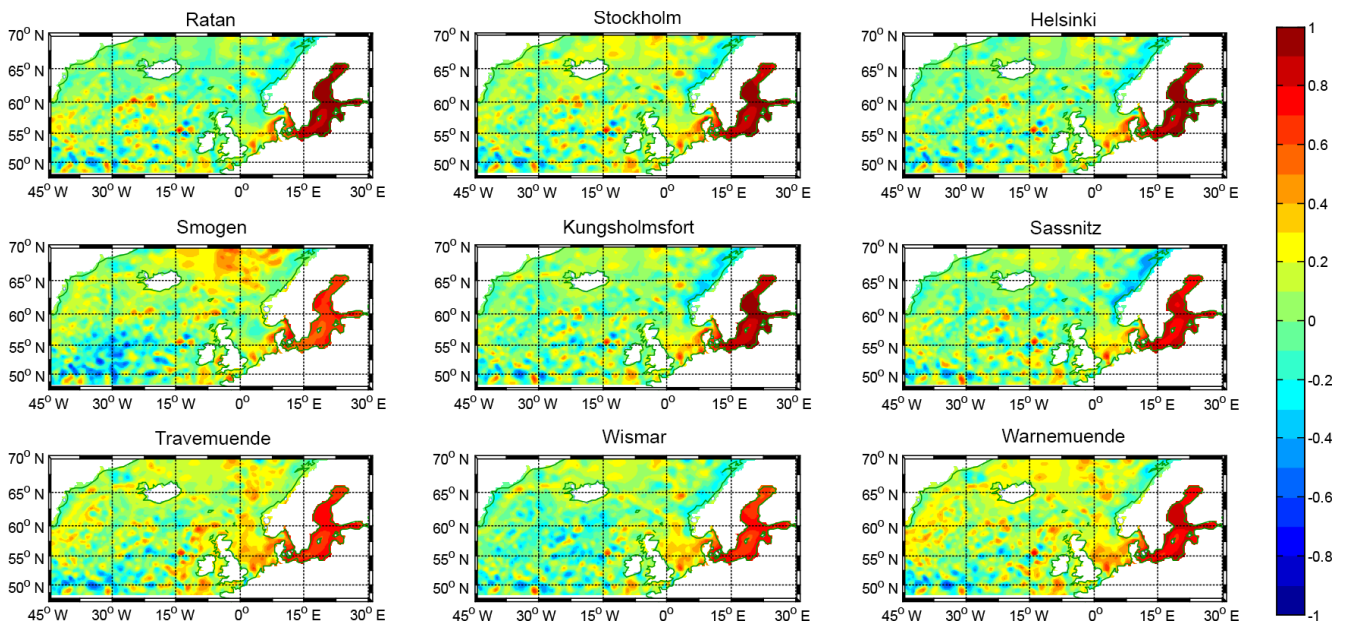 Ratan
Stockholm
Helsinki
70° N
65° N
60° N
55° N
50° N
45° W 30° W 15° W 0° 15° E 30° E
70° N
65° N
60° N
55° N
50° N
45° W 30° W 15° W 0° 15° E 30° E
70° N
65° N
60° N
55° N
50° N
45° W 30° W 15° W 0° 15° E 30° E
Smogen
Kungsholmsfort
Sassnitz
70° N
65° N
60° N
55° N
50° N
45° W 30° W 15° W 0° 15° E 30° E
70° N
65° N
60° N
55° N
50° N
45° W 30° W 15° W 0° 15° E 30° E
70° N
65° N
60° N
55° N
50° N
45° W 30° W 15° W 0° 15° E 30° E
Travemuende
Wismar
Warnemuende
70° N
65° N
60° N
55° N
50° N
45° W 30° W 15° W 0° 15° E 30° E
70° N
65° N
60° N
55° N
50° N
45° W 30° W 15° W 0° 15° E 30° E
70° N
65° N
60° N
55° N
50° N
45° W 30° W 15° W 0° 15° E 30° E
1
0.8
0.6
0.4
0.2
0
-0.2
-0.4
-0.6
-0.8
-1